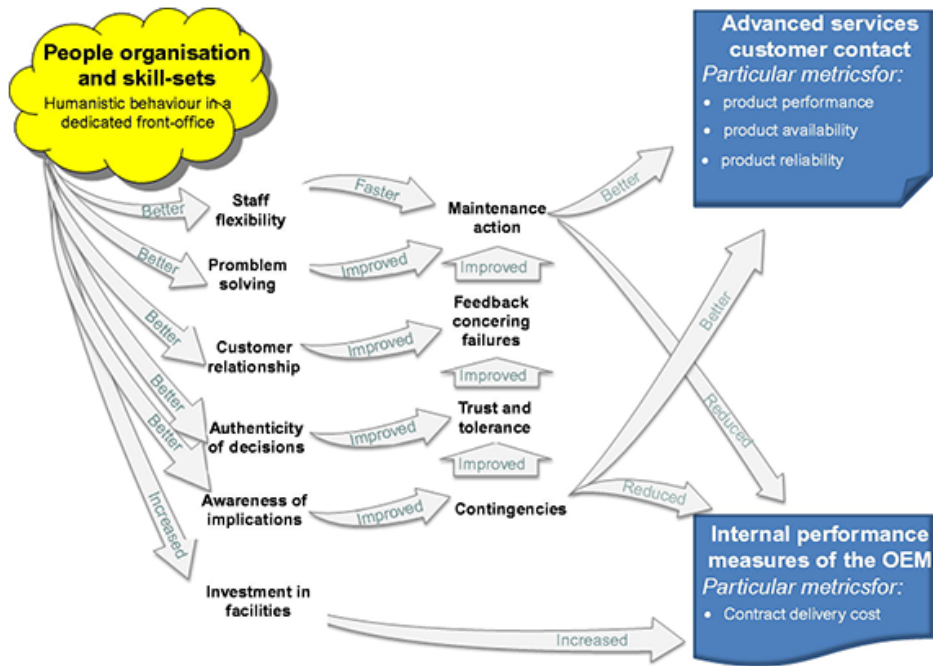 People organisation
and skill-sets
Humanistic behaviour in a
dedicated front-office
Advanced services
customer contact
Particular metricsfor:
• product performance
• product availability
• product reliability
Better
Staff
flexibility
Faster
Maintenance
action
Better
Better
Promblem
solving
Improved
Improved
Better
Customer
relationship
Improved
Feedback
concering
failures
Better
Improved
Better
Authenticity
of decisions
Improved
Trust and
tolerance
Reduced
Better
Improved
Increased
Awareness of
implications
Improved
Contingencies
Reduced
Investment in
facilities
Increased
Internal performance
measures of the OEM
Particular metricsfor:
• Contract delivery cost